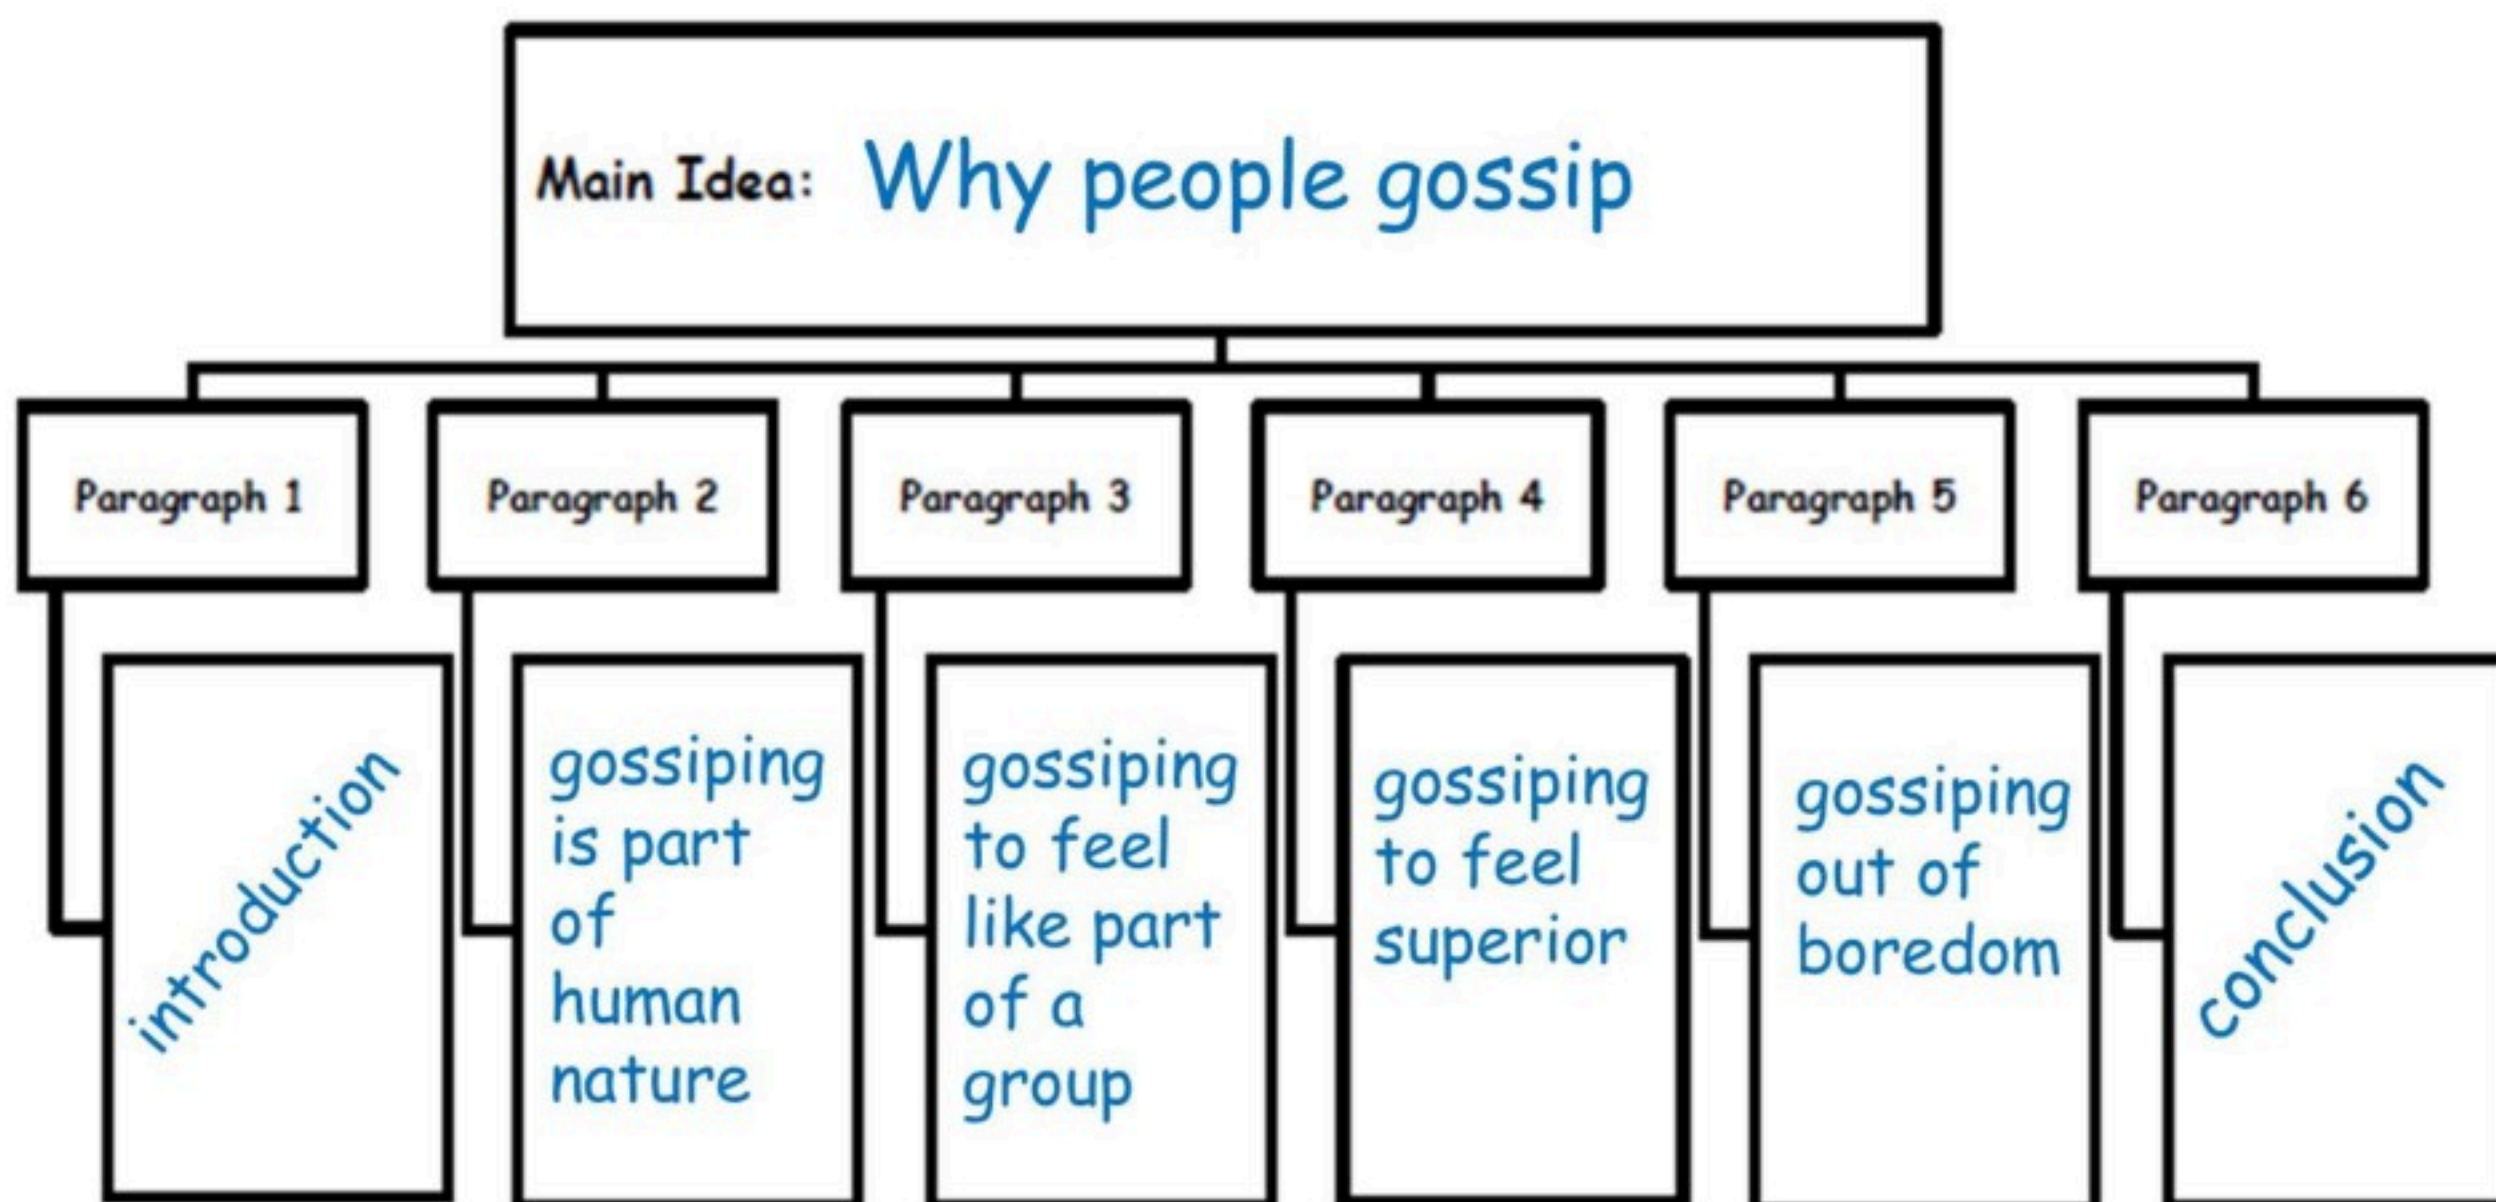 Main Idea: Why people gossip
Paragraph 1
Paragraph 2
Paragraph 3
Paragraph 4
Paragraph 5
Paragraph 6
introduction
gossiping
is part
of
human
nature
gossiping
to feel
like part
of a
group
gossiping
to feel
superior
gossiping
out of
boredom
conclusion